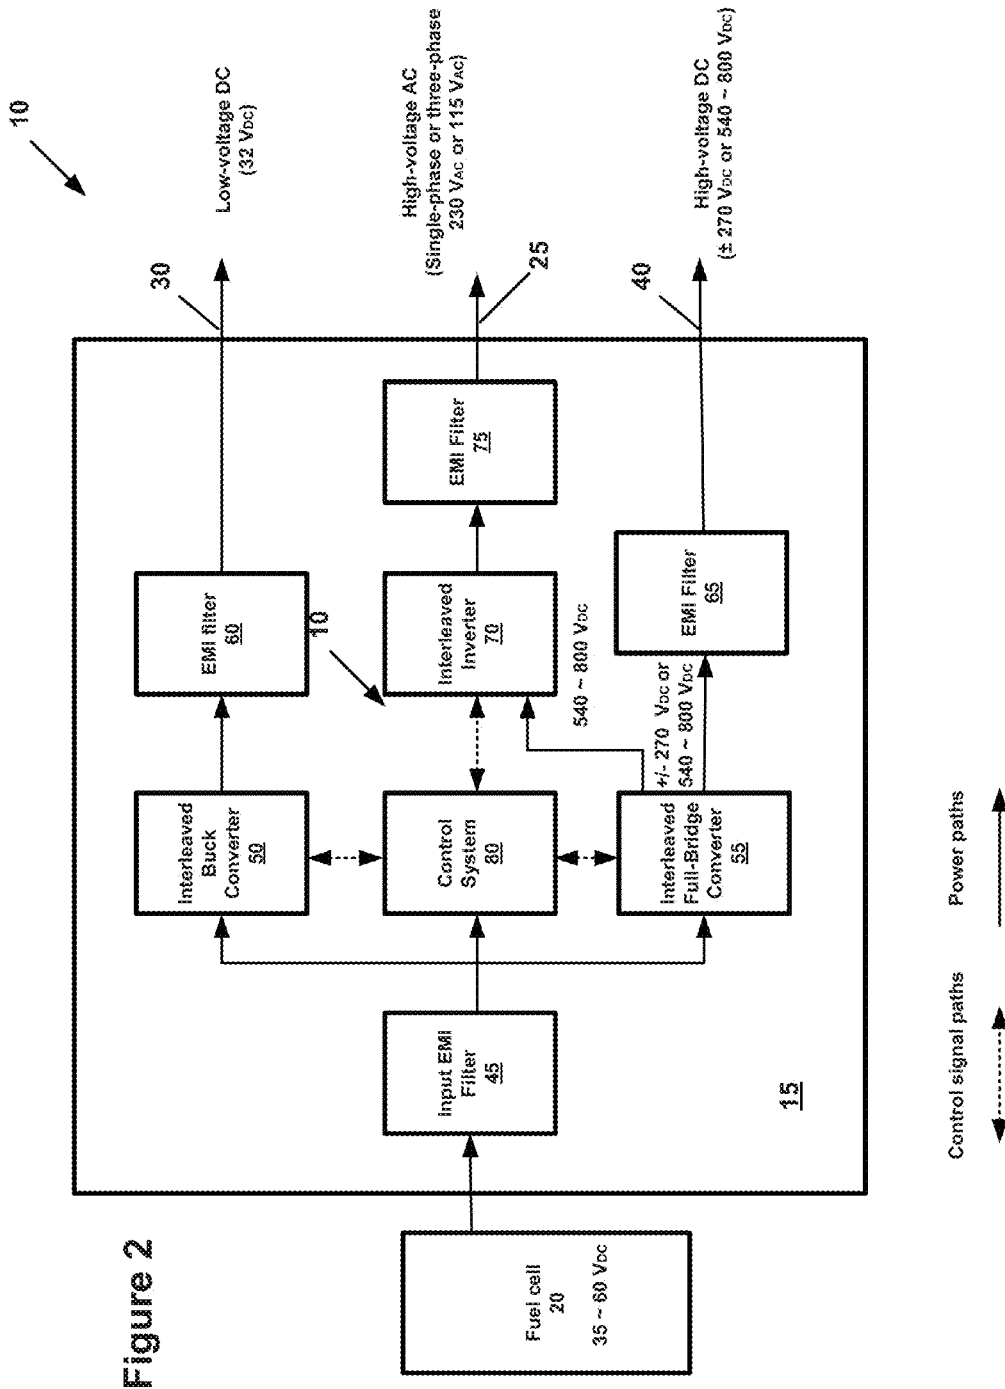 Figure 2
10
Fuel cell
20
35 ~ 60 VDC
Input EMI
Filter
45
15
Interleaved
Buck
Converter
50
Control
System
80
Interleaved
Full-Bridge
Converter
55
EMI filter
60
10
Interleaved
Inverter
70
540 ~ 800 VDC
+/- 270 VDC or
540 ~ 800 VDC
EMI Filter
65
EMI Filter
75
30
Low-voltage DC
(32 VDC)
25
High-voltage AC
(Single-phase or three-phase
230 VAC or 115 VAC)
40
High-voltage DC
(± 270 VDC or 540 ~ 800 VDC)
Control signal paths
Power paths